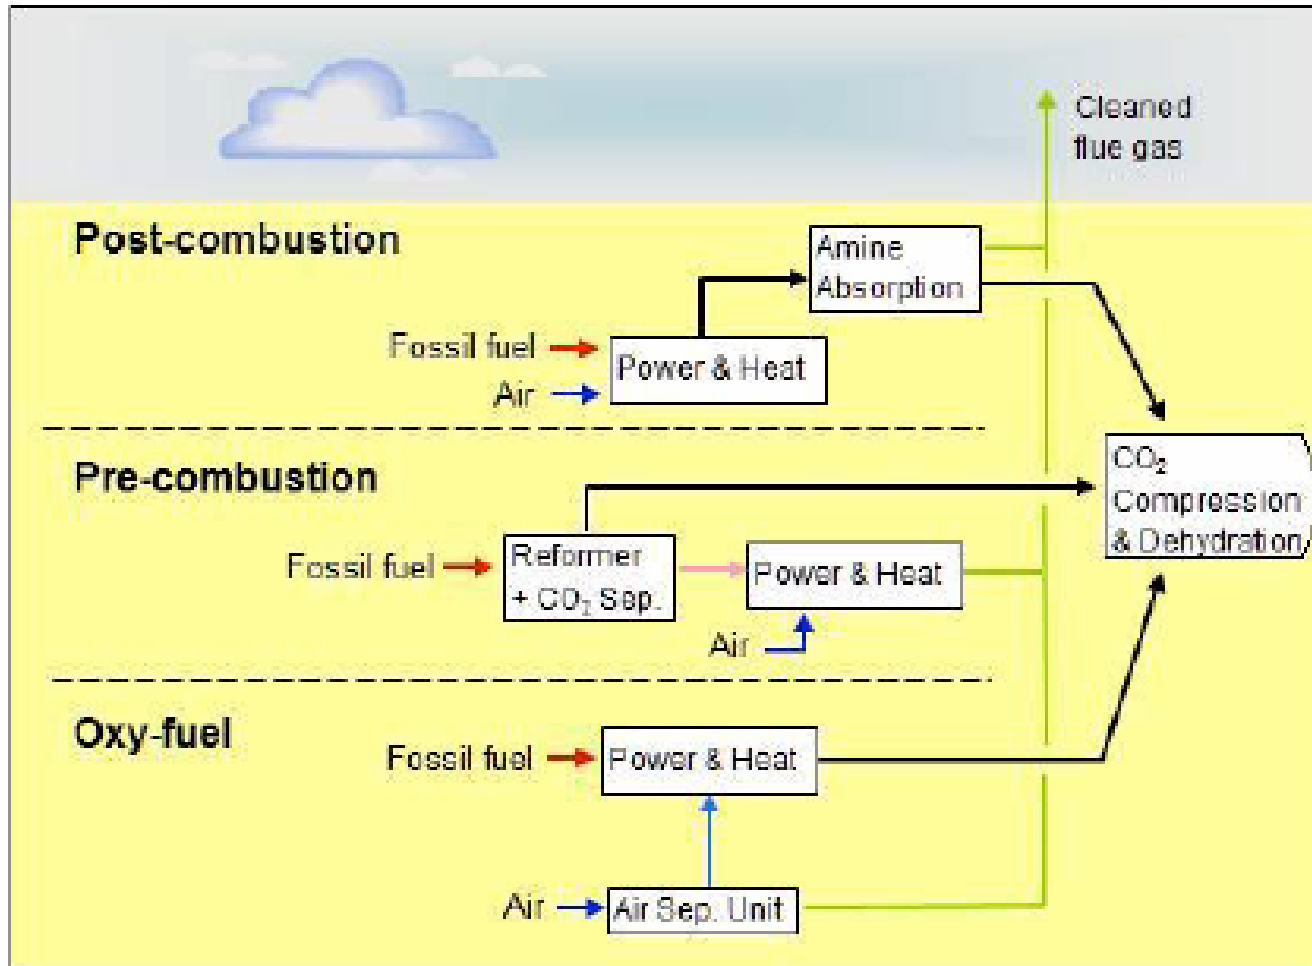 Cleaned
flue gas
Post-combustion
Amine
Absorption
Fossil fuel
Power & Heat
Air
Pre-combustion
CO₂
Compression
& Dehydration
Fossil fuel
Reformer
+ CO₂ Sep.
Power & Heat
Air
Oxy-fuel
Fossil fuel
Power & Heat
Air
Air Sep. Unit